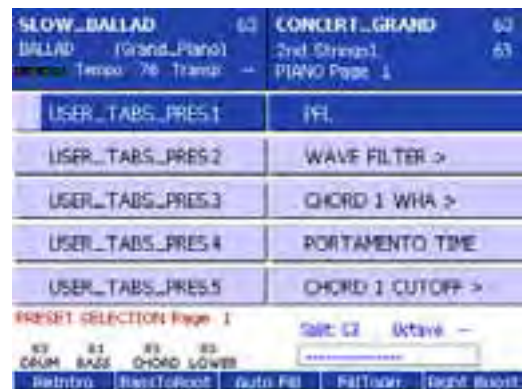 SLOW_BALLAD 63 CONCERT_GRAND 63
BALLAD (Grand_Piano) 2nd Strings1 63
Tempo 76 Transp -- PIANO Page 1
USER_TABS_PRES.1 PFL
USER_TABS_PRES.2 WAVE FILTER >
USER_TABS_PRES.3 CHORD 1 WHA >
USER_TABS_PRES.4 PORTAMENTO TIME
USER_TABS_PRES.5 CHORD 1 CUTOFF >
PRESET SELECTION Page 1
Split: C3 Octave --
DRUM BASS CHORD LOWER
ReIntro BassToRoot Auto Fill FillToArr